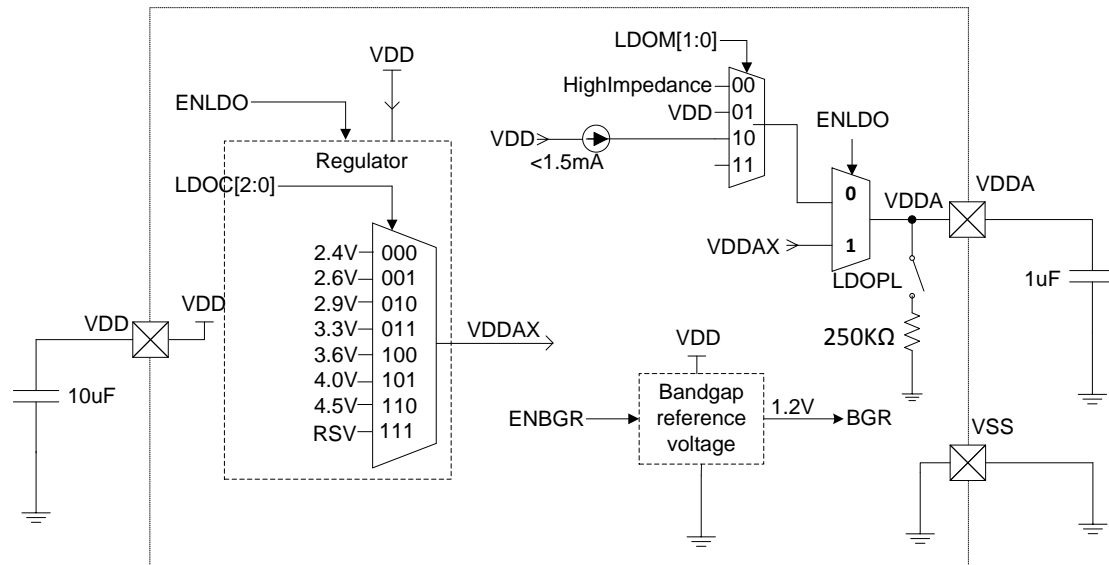 LDOM[1:0]
VDD
HighImpedance
00
ENLDO
VDD
01
ENLDO
VDD
10
<1.5mA
11
Regulator
LDOC[2:0]
0
VDDA
VDDA
2.4V
000
VDDAX
1
2.6V
001
LDOPL
1uF
2.9V
010
VDD
VDD
3.3V
011
VDDAX
250KΩ
3.6V
100
VDD
4.0V
101
10uF
4.5V
110
Bandgap
reference
voltage
ENBGR
1.2V
BGR
RSV
111
VSS